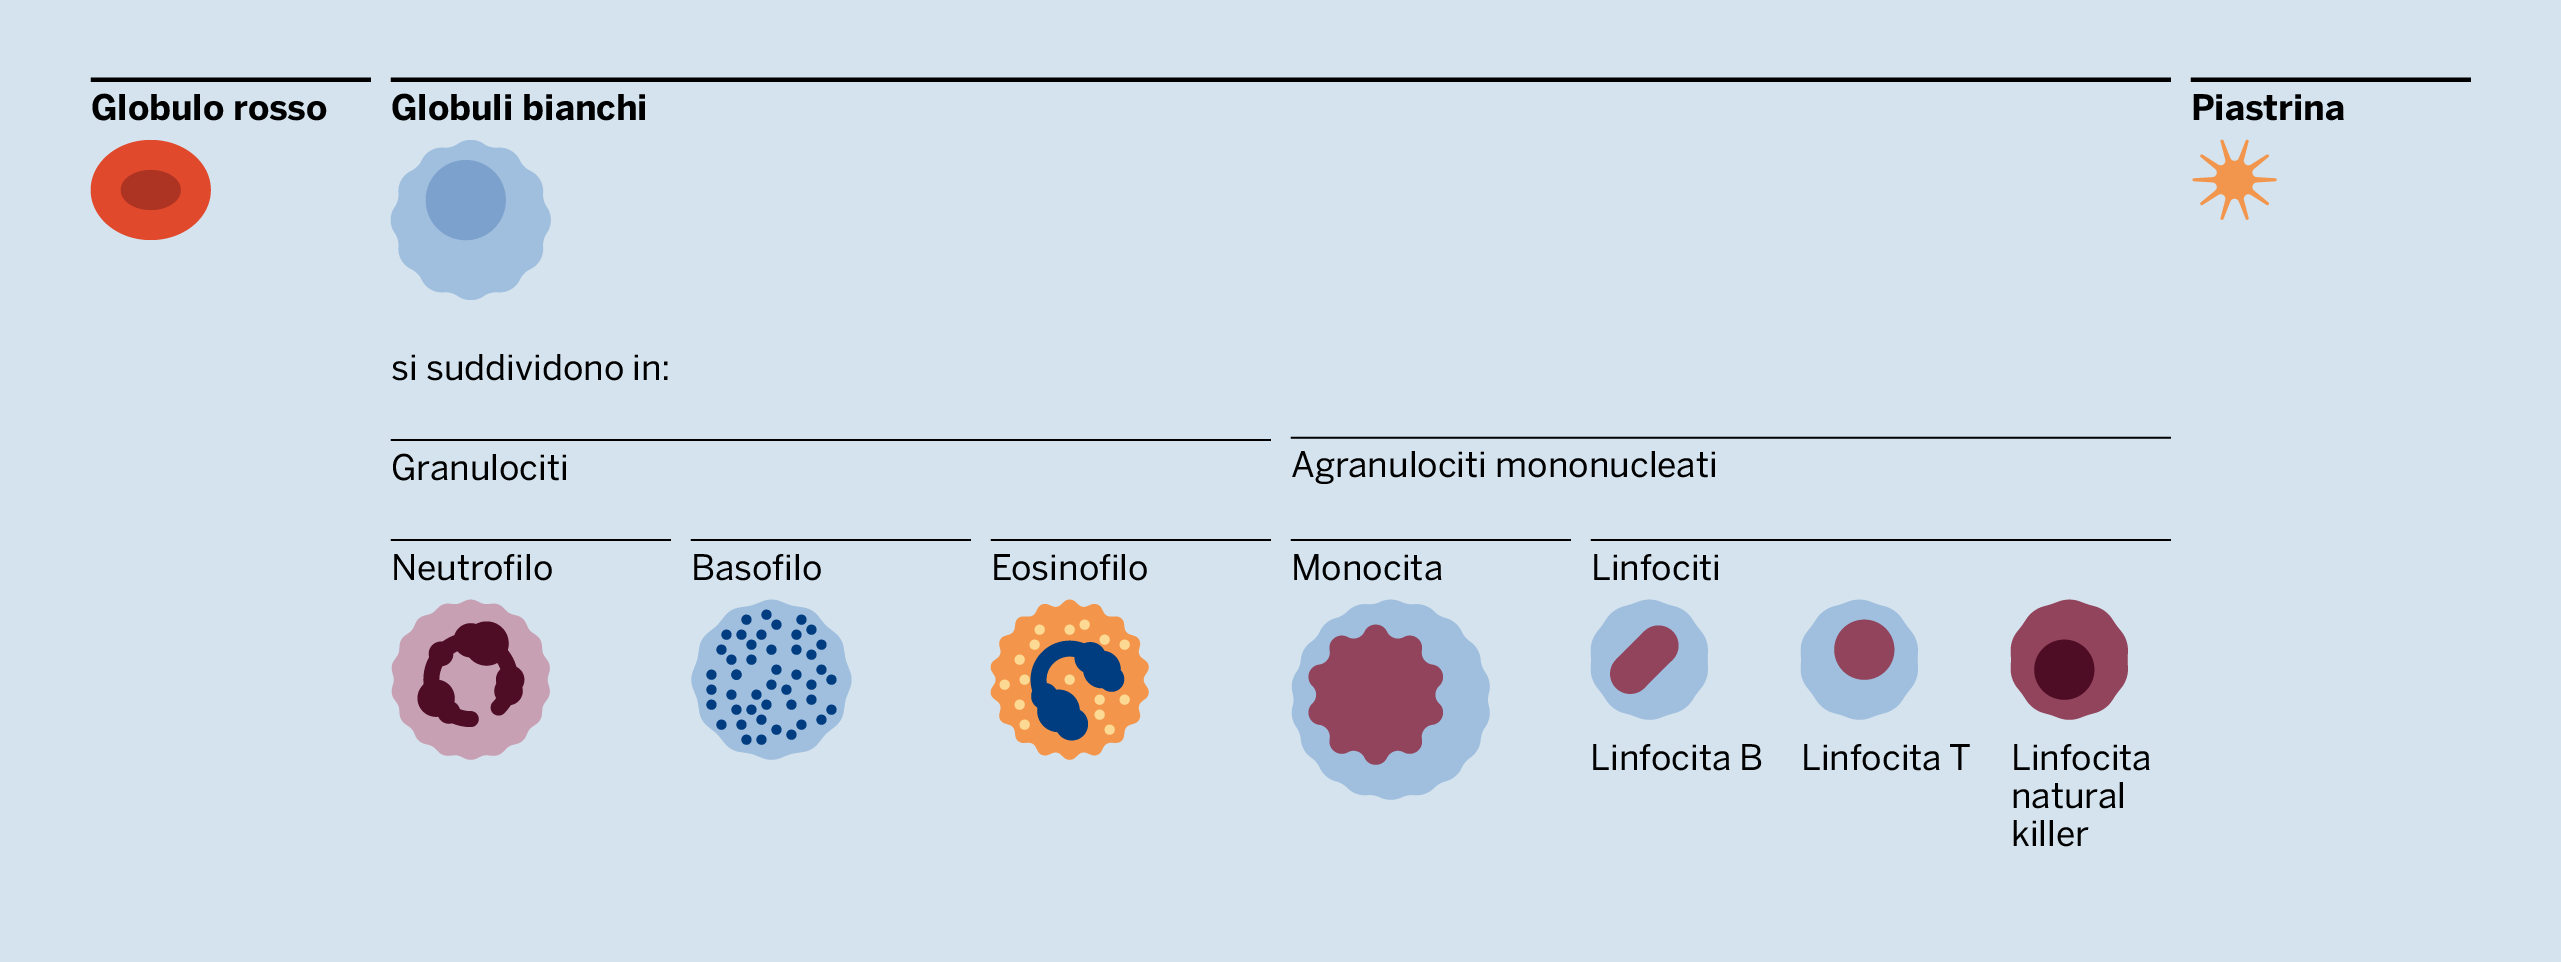 Globulo rosso
Globuli bianchi
Piastrina
si suddividono in:
Granulociti
Agranulociti mononucleati
Neutrofilo
Basofilo
Eosinofilo
Monocita
Linfociti
Linfocita B
Linfocita T
Linfocita
natural
killer